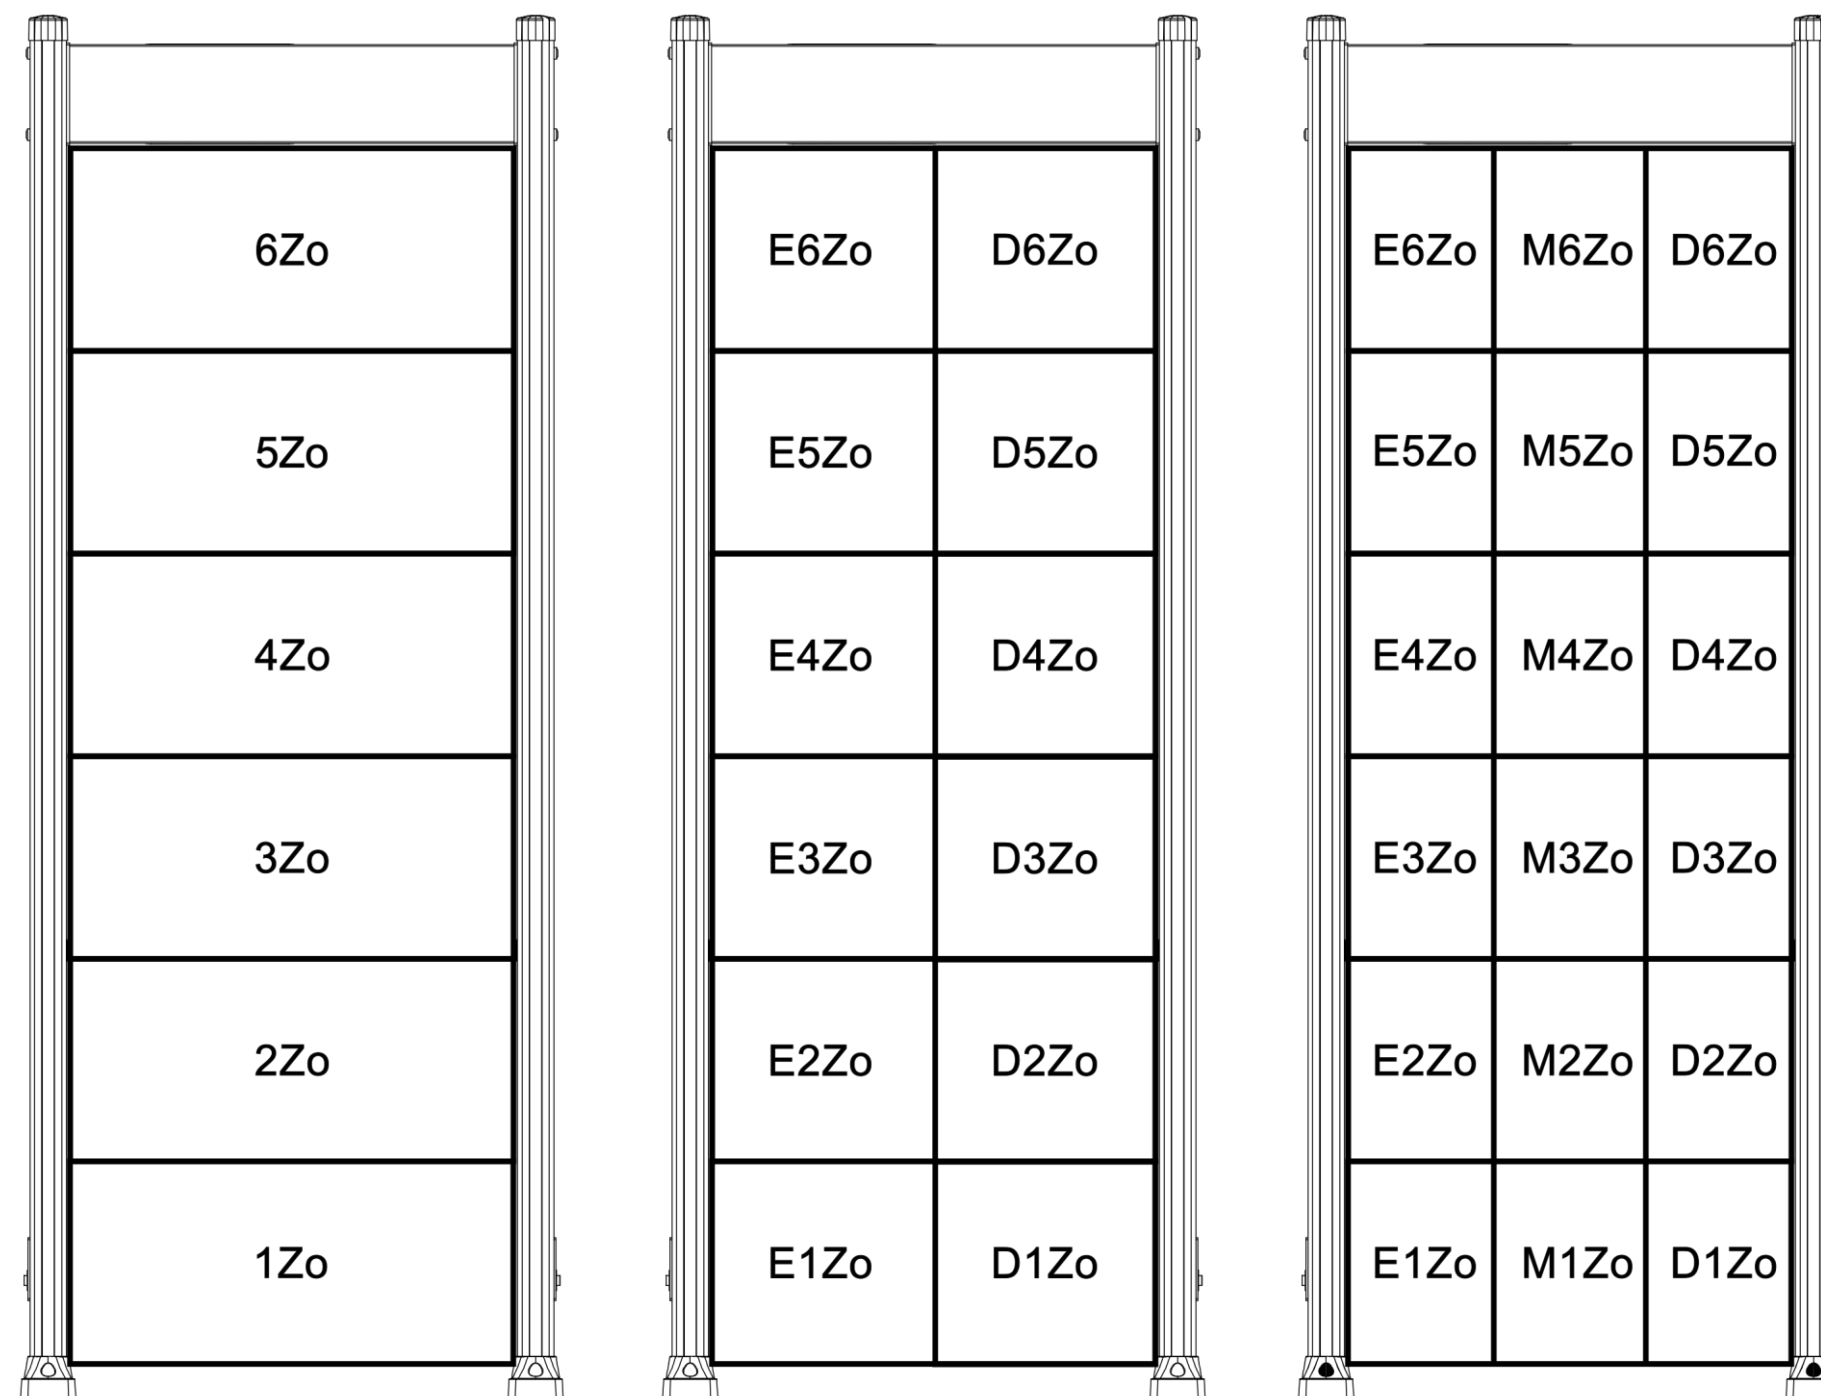 6Zo
5Zo
4Zo
3Zo
2Zo
1Zo
E6Zo D6Zo
E5Zo D5Zo
E4Zo D4Zo
E3Zo D3Zo
E2Zo D2Zo
E1Zo D1Zo
E6Zo M6Zo D6Zo
E5Zo M5Zo D5Zo
E4Zo M4Zo D4Zo
E3Zo M3Zo D3Zo
E2Zo M2Zo D2Zo
E1Zo M1Zo D1Zo